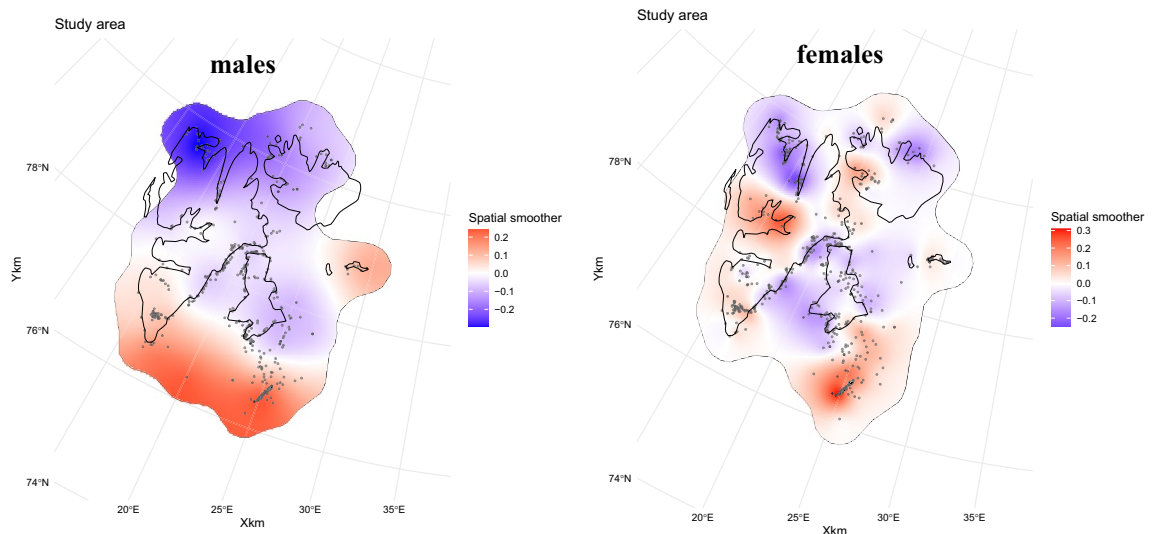 Study area
males
78°N
76°N
74°N
Ykm
20°E
25°E
30°E
35°E
Xkm
Spatial smoother
0.2
0.1
0.0
−0.1
−0.2
Study area
females
78°N
76°N
74°N
Ykm
20°E
25°E
30°E
35°E
Xkm
Spatial smoother
0.3
0.2
0.1
0.0
−0.1
−0.2